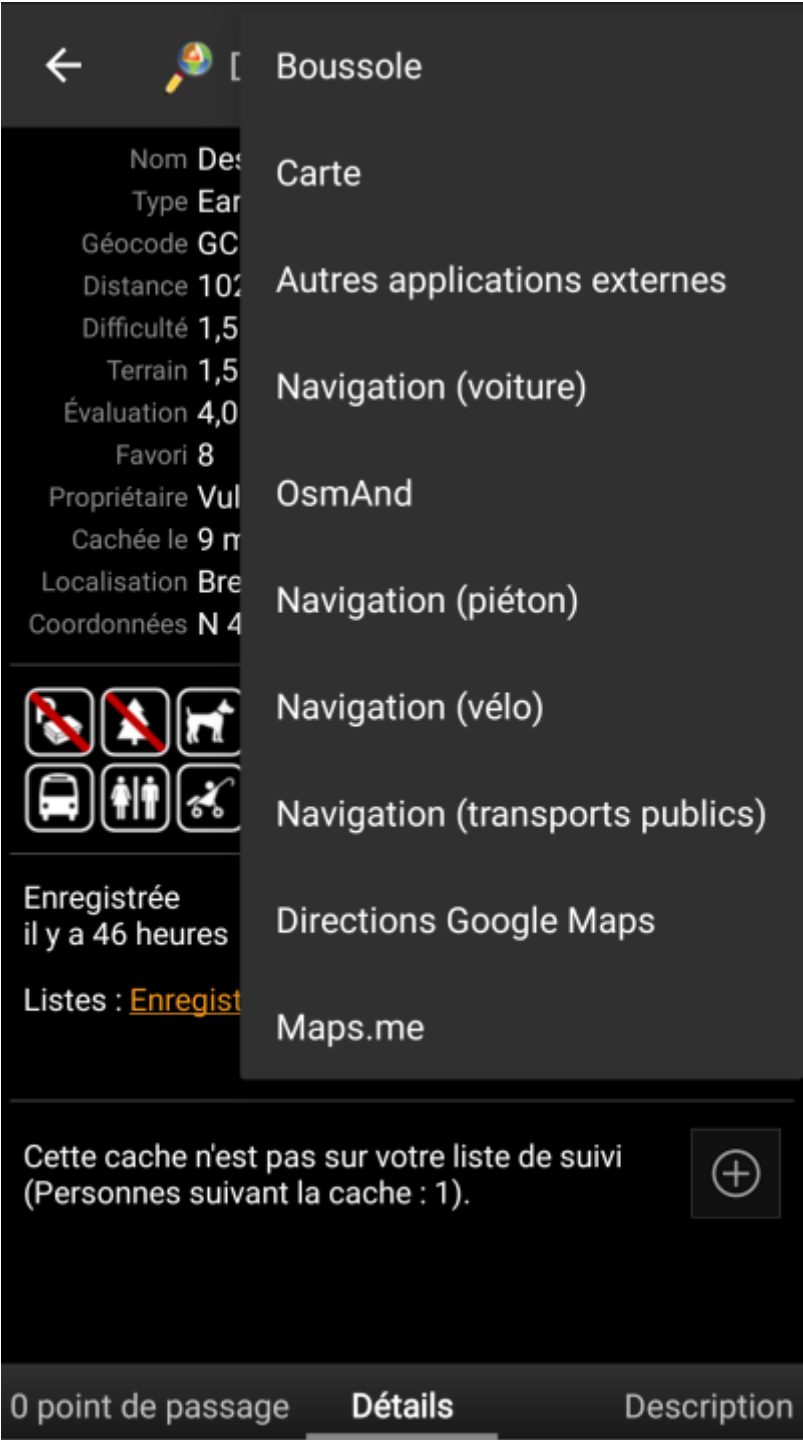 Boussole
Carte
Autres applications externes
Navigation (voiture)
OsmAnd
Navigation (piéton)
Navigation (vélo)
Navigation (transports publics)
Directions Google Maps
Maps.me
Nom
Type
Géocode GC
Distance
Difficulté 1,5
Terrain 1,5
Évaluation 4,0
Favori 8
Propriétaire
Cachée le 9
Localisation
Coordonnées N 4
Enregistrée
il y a 46 heures
Listes :
Cette cache n'est pas sur votre liste de suivi
(Personnes suivant la cache : 1).
0 point de passage Détails Description